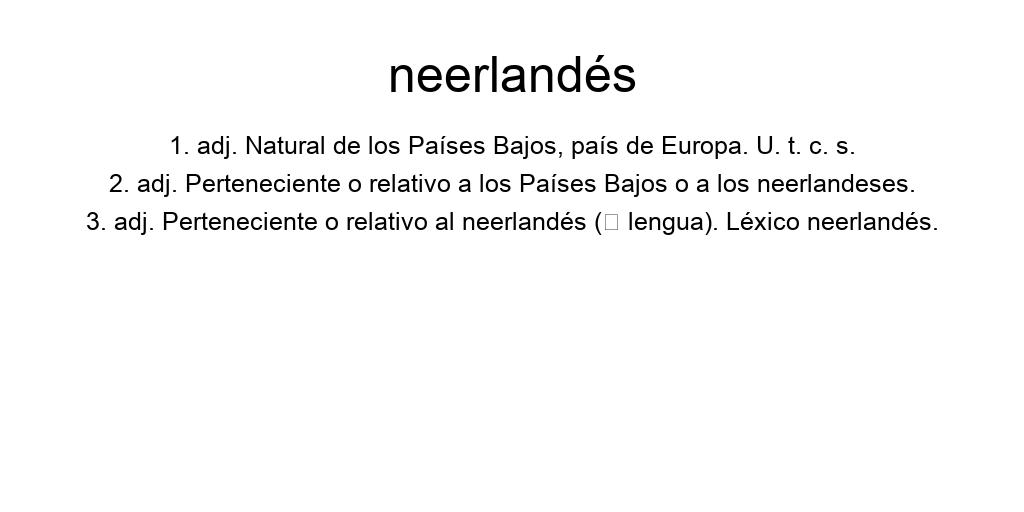 neerlandés
1. adj. Natural de los Países Bajos, país de Europa. U. t. c. s.
2. adj. Perteneciente o relativo a los Países Bajos o a los neerlandeses.
3. adj. Perteneciente o relativo al neerlandés (□ lengua). Léxico neerlandés.